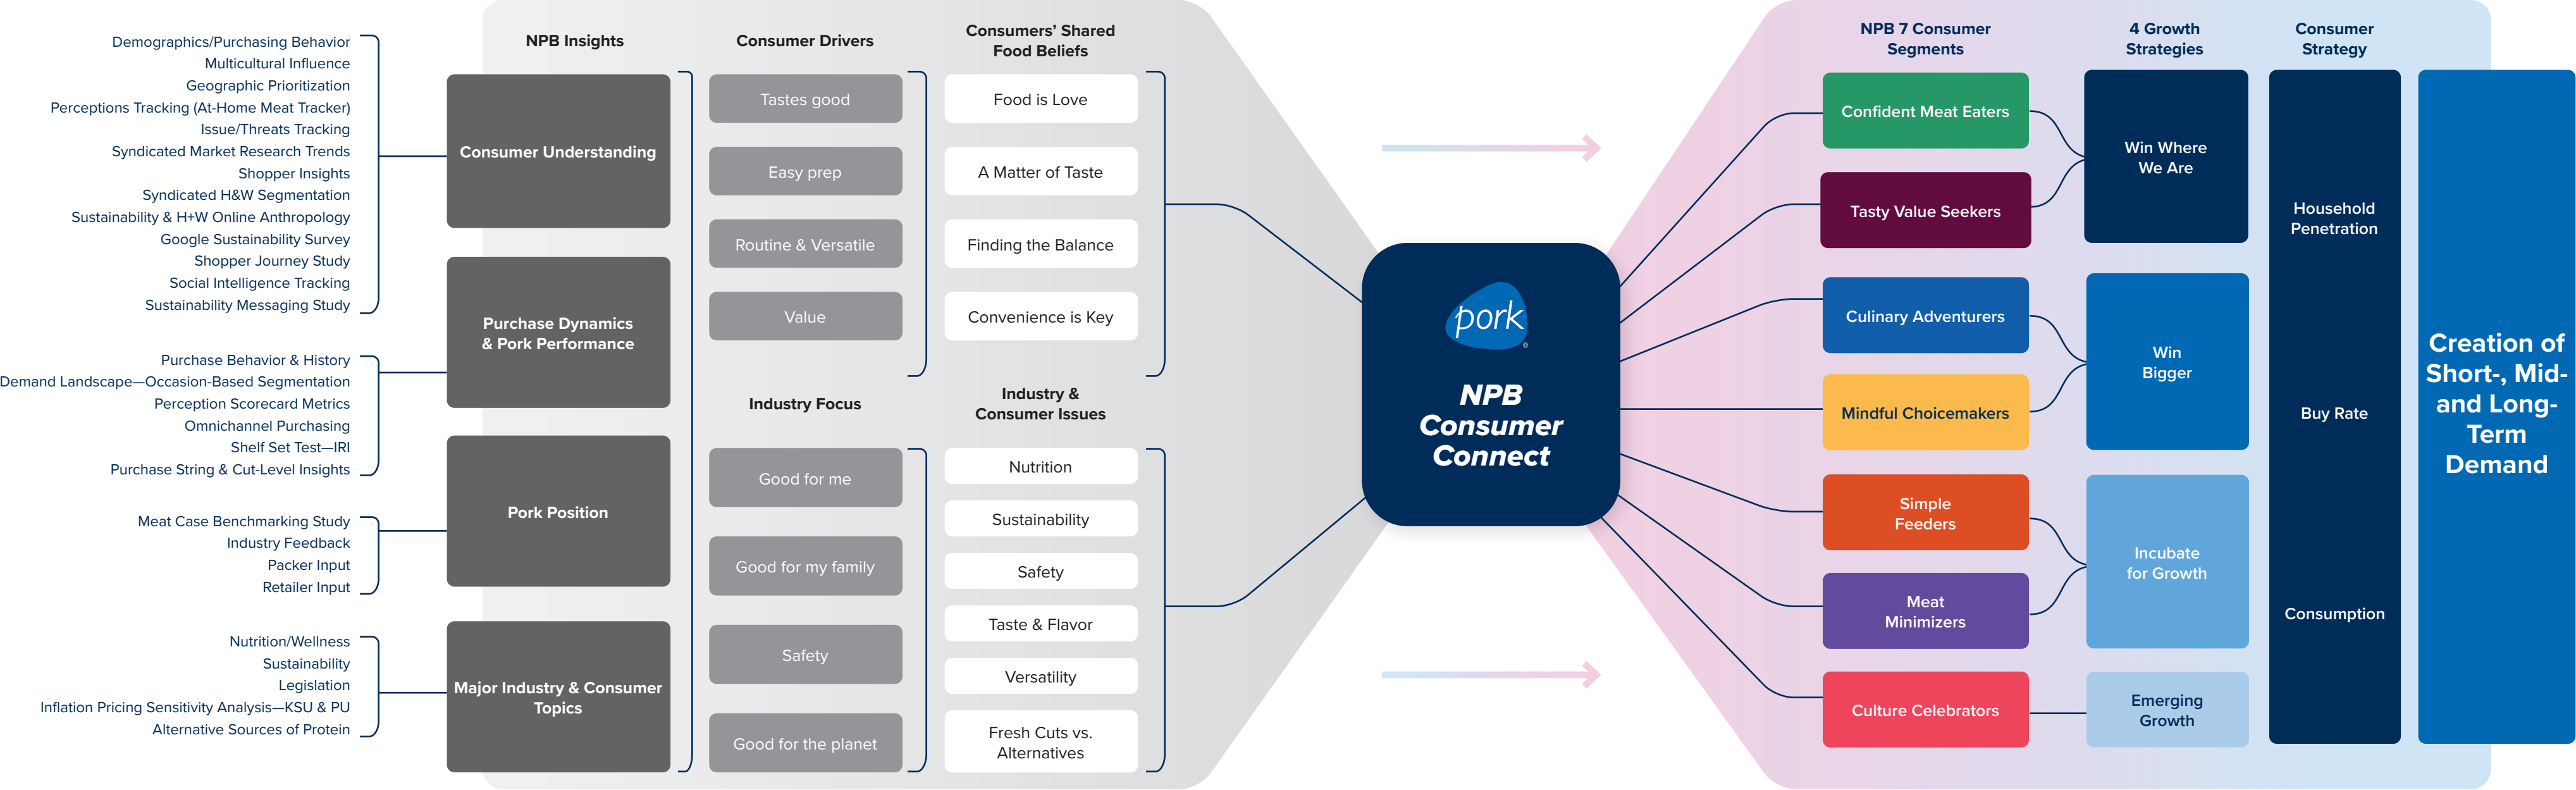 Demographics/Purchasing Behavior
Multicultural Influence
Geographic Prioritization
Perceptions Tracking (At-Home Meat Tracker)
Issue/Threats Tracking
Syndicated Market Research Trends
Shopper Insights
Syndicated H&W Segmentation
Sustainability & H+W Online Anthropology
Google Sustainability Survey
Shopper Journey Study
Social Intelligence Tracking
Sustainability Messaging Study
Purchase Behavior & History
Demand Landscape—Occasion-Based Segmentation
Perception Scorecard Metrics
Omnichannel Purchasing
Shelf Set Test—IRI
Purchase String & Cut-Level Insights
Meat Case Benchmarking Study
Industry Feedback
Packer Input
Retailer Input
Nutrition/Wellness
Sustainability
Legislation
Inflation Pricing Sensitivity Analysis—KSU & PU
Alternative Sources of Protein
NPB Insights
Consumer Understanding
Purchase Dynamics
& Pork Performance
Pork Position
Major Industry & Consumer
Topics
Consumer Drivers
Tastes good
Easy prep
Routine & Versatile
Value
Industry Focus
Good for me
Good for my family
Safety
Good for the planet
Consumers’ Shared
Food Beliefs
Food is Love
A Matter of Taste
Finding the Balance
Convenience is Key
Industry &
Consumer Issues
Nutrition
Sustainability
Safety
Taste & Flavor
Versatility
Fresh Cuts vs.
Alternatives
pork®
NPB
Consumer
Connect
NPB 7 Consumer
Segments
Confident Meat Eaters
Tasty Value Seekers
Culinary Adventurers
Mindful Choicemakers
Simple
Feeders
Meat
Minimizers
Culture Celebrators
4 Growth
Strategies
Win Where
We Are
Win
Bigger
Incubate
for Growth
Emerging
Growth
Consumer
Strategy
Household
Penetration
Buy Rate
Consumption
Creation of
Short-, Mid-
and Long-
Term
Demand